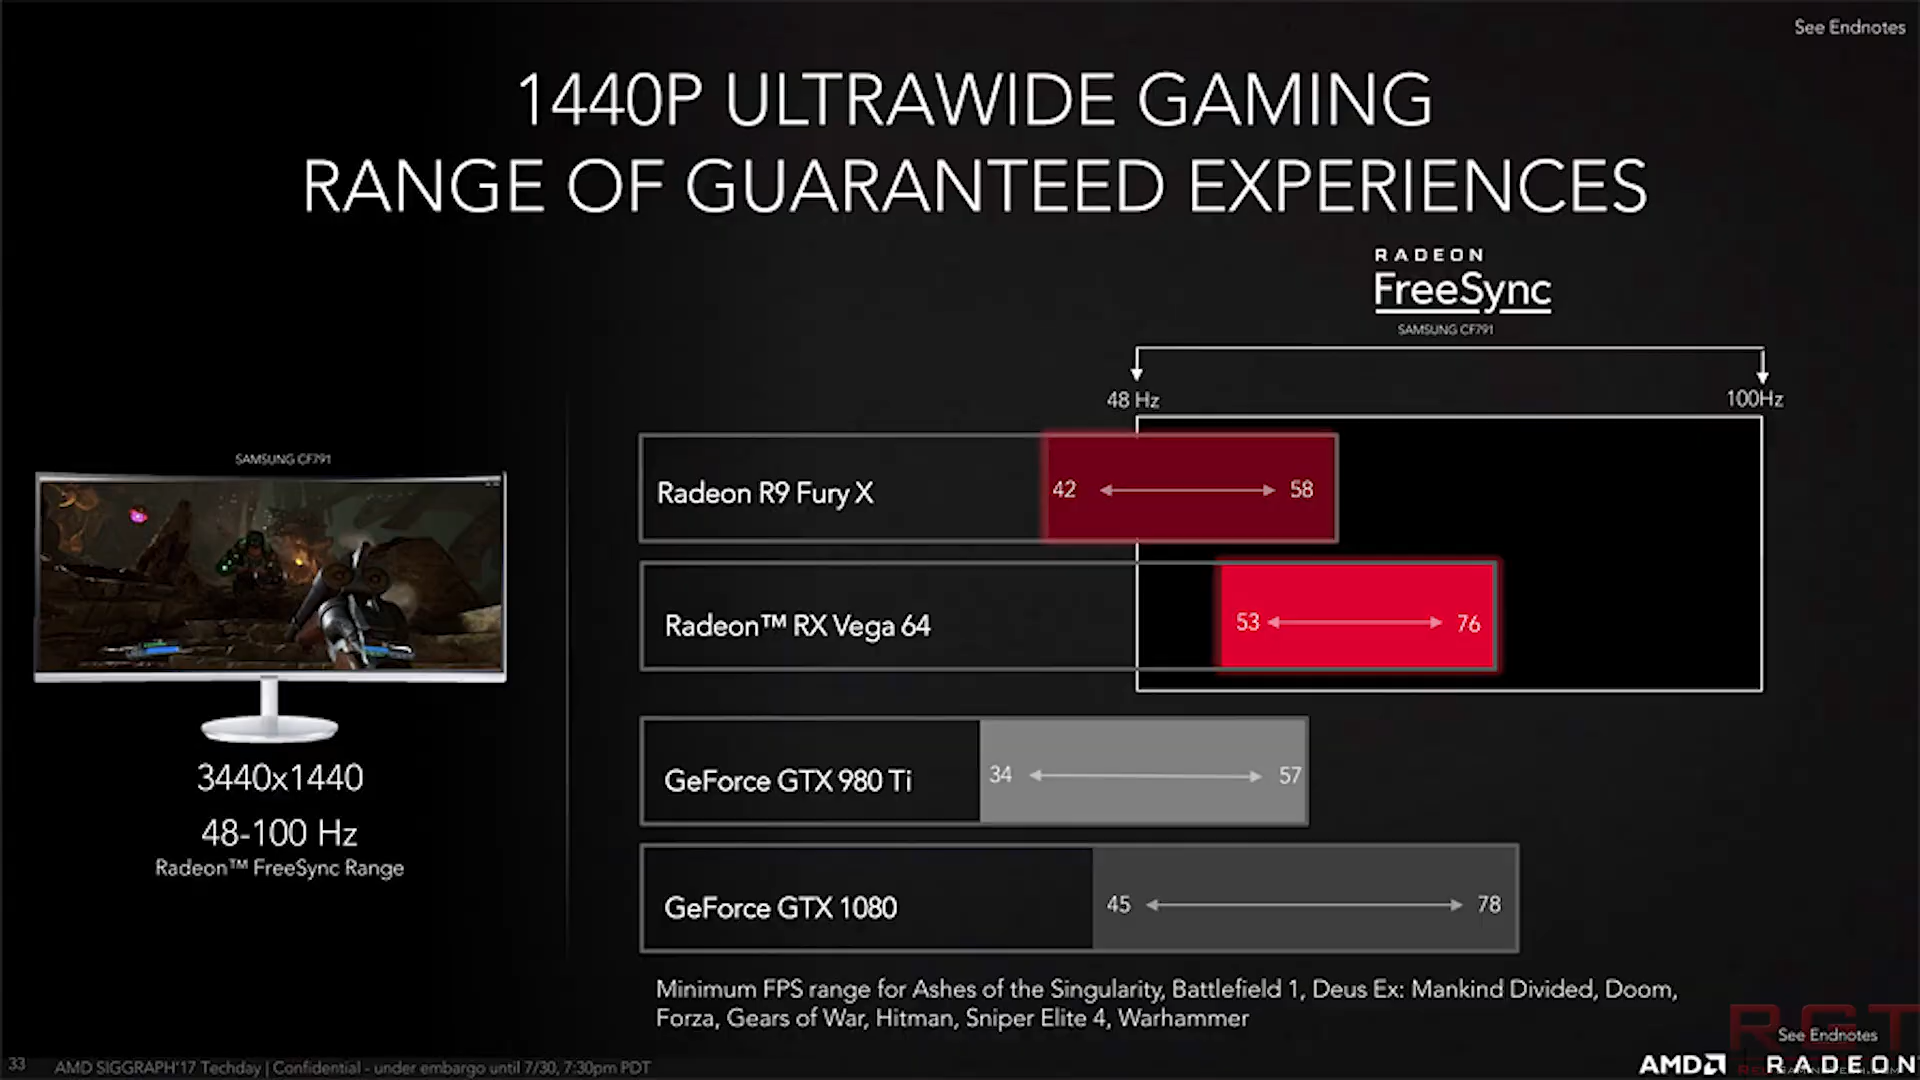 See Endnotes
1440P ULTRAWIDE GAMING
RANGE OF GUARANTEED EXPERIENCES
RADEON
FreeSync
SAMSUNG CF791
48 Hz
100Hz
SAMSUNG CF791
3440x1440
48-100 Hz
Radeon™ FreeSync Range
Radeon R9 Fury X
42
58
Radeon™ RX Vega 64
53
76
GeForce GTX 980 Ti
34
57
GeForce GTX 1080
45
78
Minimum FPS range for Ashes of the Singularity, Battlefield 1, Deus Ex: Mankind Divided, Doom,
Forza, Gears of War, Hitman, Sniper Elite 4, Warhammer
RGT
See Endnotes
33 AMD SIGGRAPH'17 Techday | Confidential - under embargo until 7/30, 7:30pm PDT
AMD RADEON